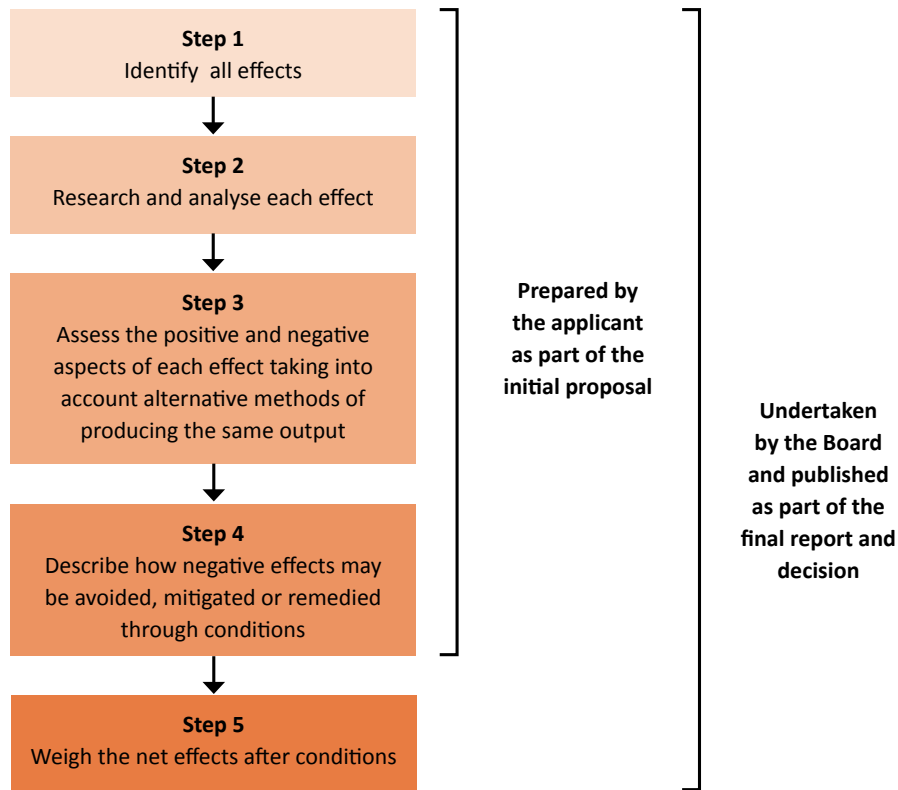 Step 1
Identify all effects
Step 2
Research and analyse each effect
Step 3
Assess the positive and negative
aspects of each effect taking into
account alternative methods of
producing the same output
Step 4
Describe how negative effects may
be avoided, mitigated or remedied
through conditions
Step 5
Weigh the net effects after conditions
Prepared by
the applicant
as part of the
initial proposal
Undertaken
by the Board
and published
as part of the
final report and
decision